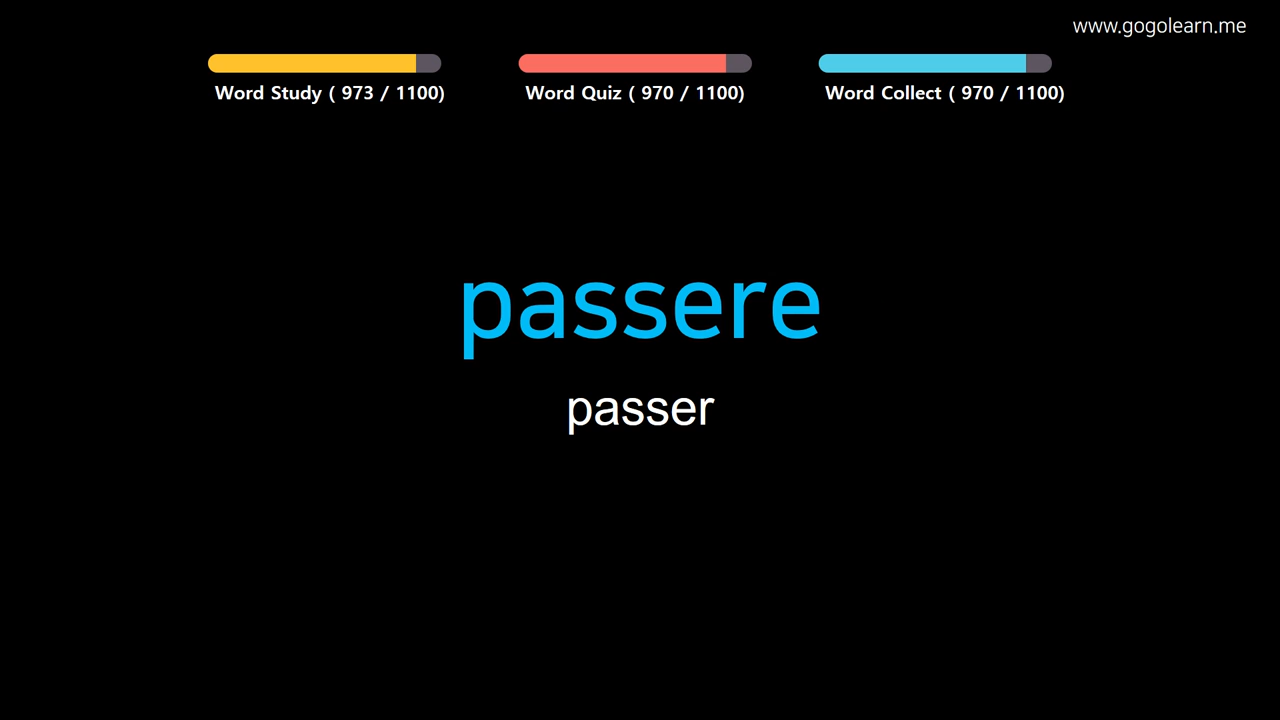 www.gogolearn.me
Word Study ( 973 / 1100)
Word Quiz ( 970 / 1100)
Word Collect ( 970 / 1100)
passere
passer